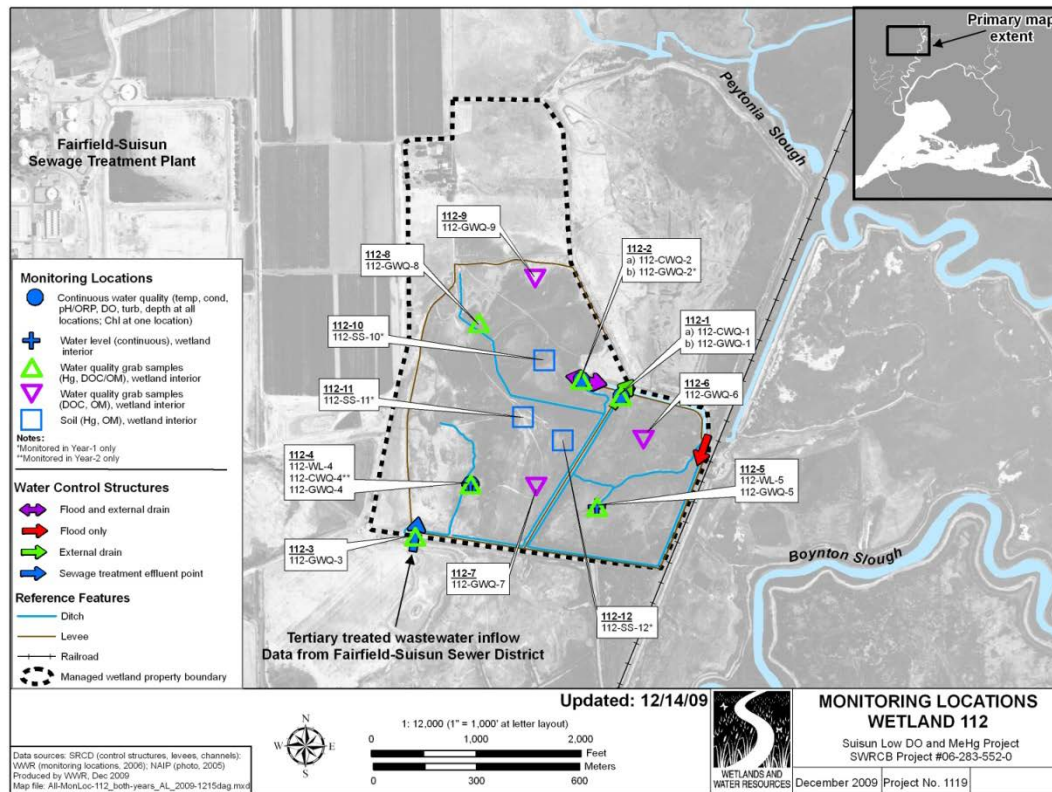 Primary map
extent
Peytonia Slough
Fairfield-Suisun
Sewage Treatment Plant
112-9
112-GWQ-9
112-8
112-GWQ-8
112-2
a) 112-CWQ-2
b) 112-GWQ-2*
112-10
112-SS-10*
112-1
a) 112-CWQ-1
b) 112-GWQ-1
112-11
112-SS-11*
112-6
112-GWQ-6
112-4
112-WL-4
112-CWQ-4**
112-GWQ-4
112-5
112-WL-5
112-GWQ-5
112-3
112-GWQ-3
112-7
112-GWQ-7
112-12
112-SS-12*
Boynton Slough
Tertiary treated wastewater inflow
Data from Fairfield-Suisun Sewer District
Monitoring Locations
Continuous water quality (temp, cond,
pH/ORP, DO, turb, depth at all
locations; Chl at one location)
Water level (continuous), wetland
interior
Water quality grab samples
(Hg, DOC/OM), wetland interior
Water quality grab samples
(DOC, OM), wetland interior
Soil (Hg, OM), wetland interior
Notes:
*Monitored in Year-1 only
**Monitored in Year-2 only
Water Control Structures
Flood and external drain
Flood only
External drain
Sewage treatment effluent point
Reference Features
Ditch
Levee
Railroad
Managed wetland property boundary
Data sources: SRCD (control structures, levees, channels);
WWR (monitoring locations, 2006); NAIP (photo, 2005)
Produced by WWR, Dec 2009
Map file: All-MonLoc-112_both-years_AL_2009-1215dag.mxd
N
W E
S
Updated: 12/14/09
1: 12,000 (1" = 1,000' at letter layout)
0 1,000 2,000
Feet
Meters
0 300 600
WETLANDS AND
WATER RESOURCES
MONITORING LOCATIONS
WETLAND 112
Suisun Low DO and MeHg Project
SWRCB Project #06-283-552-0
December 2009 Project No. 1119